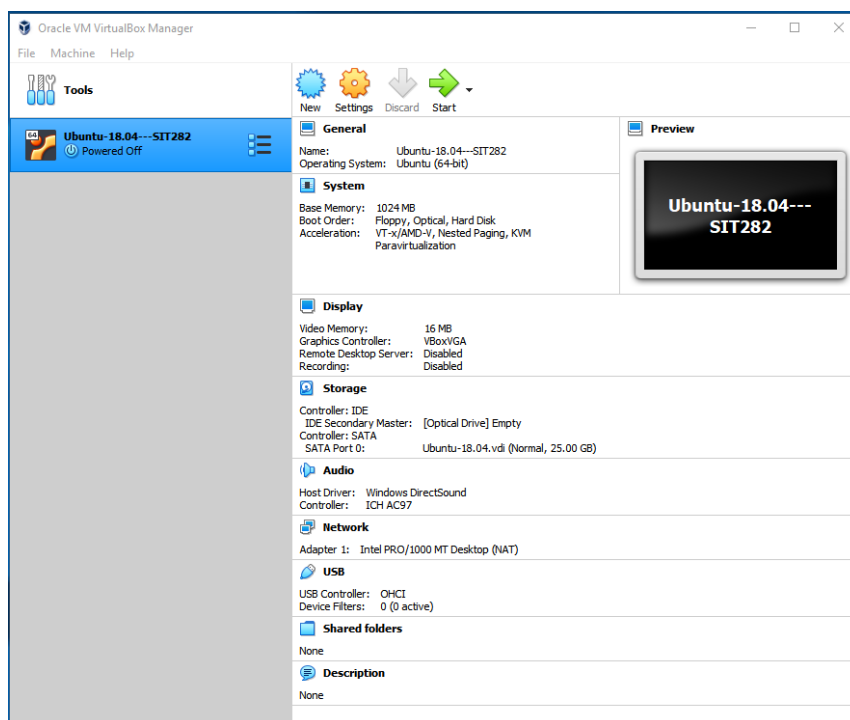 Oracle VM VirtualBox Manager
File Machine Help
Tools
New Settings Discard Start
64
Ubuntu-18.04---SIT282
Powered Off
General
Name: Ubuntu-18.04---SIT282
Operating System: Ubuntu (64-bit)
System
Base Memory: 1024 MB
Boot Order: Floppy, Optical, Hard Disk
Acceleration: VT-x/AMD-V, Nested Paging, KVM
Paravirtualization
Preview
Ubuntu-18.04---
SIT282
Display
Video Memory: 16 MB
Graphics Controller: VBoxVGA
Remote Desktop Server: Disabled
Recording: Disabled
Storage
Controller: IDE
IDE Secondary Master: [Optical Drive] Empty
Controller: SATA
SATA Port 0: Ubuntu-18.04.vdi (Normal, 25.00 GB)
Audio
Host Driver: Windows DirectSound
Controller: ICH AC97
Network
Adapter 1: Intel PRO/1000 MT Desktop (NAT)
USB
USB Controller: OHCI
Device Filters: 0 (0 active)
Shared folders
None
Description
None